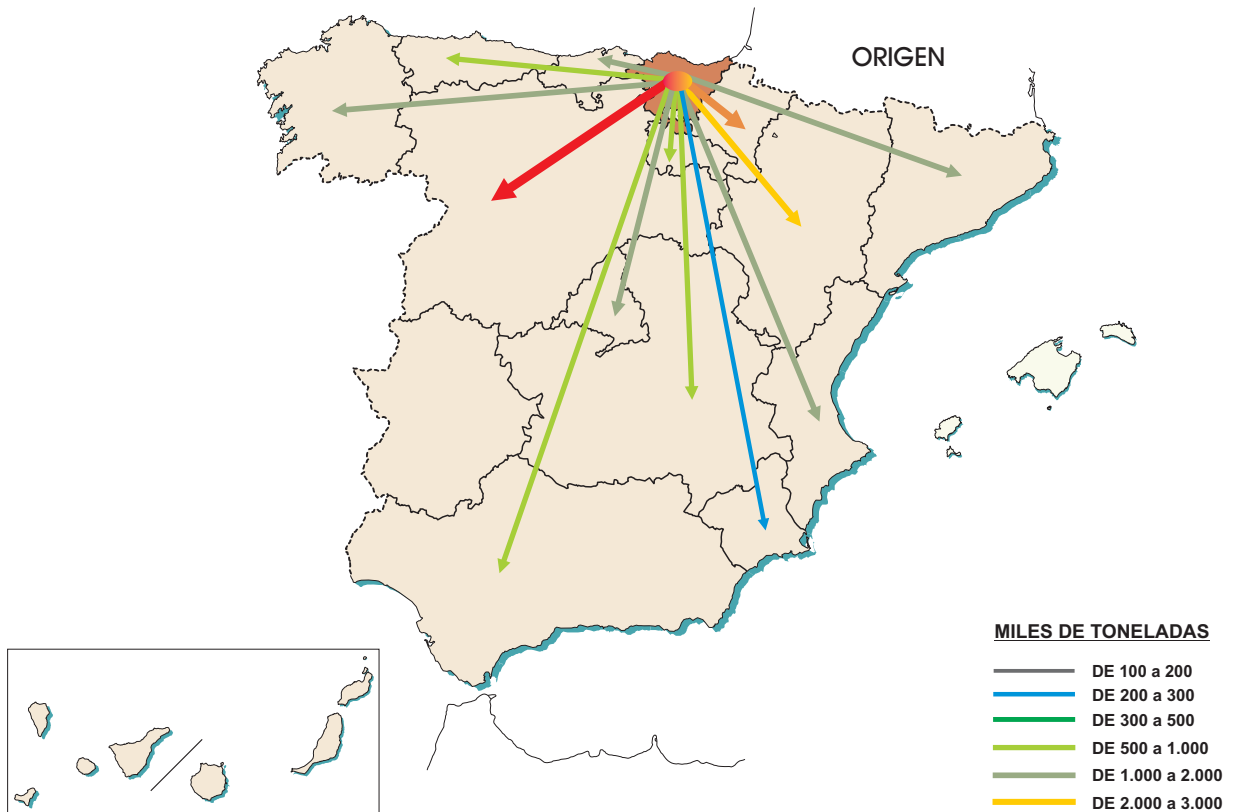 ORIGEN
MILES DE TONELADAS
DE 100 a 200
DE 200 a 300
DE 300 a 500
DE 500 a 1.000
DE 1.000 a 2.000
DE 2.000 a 3.000